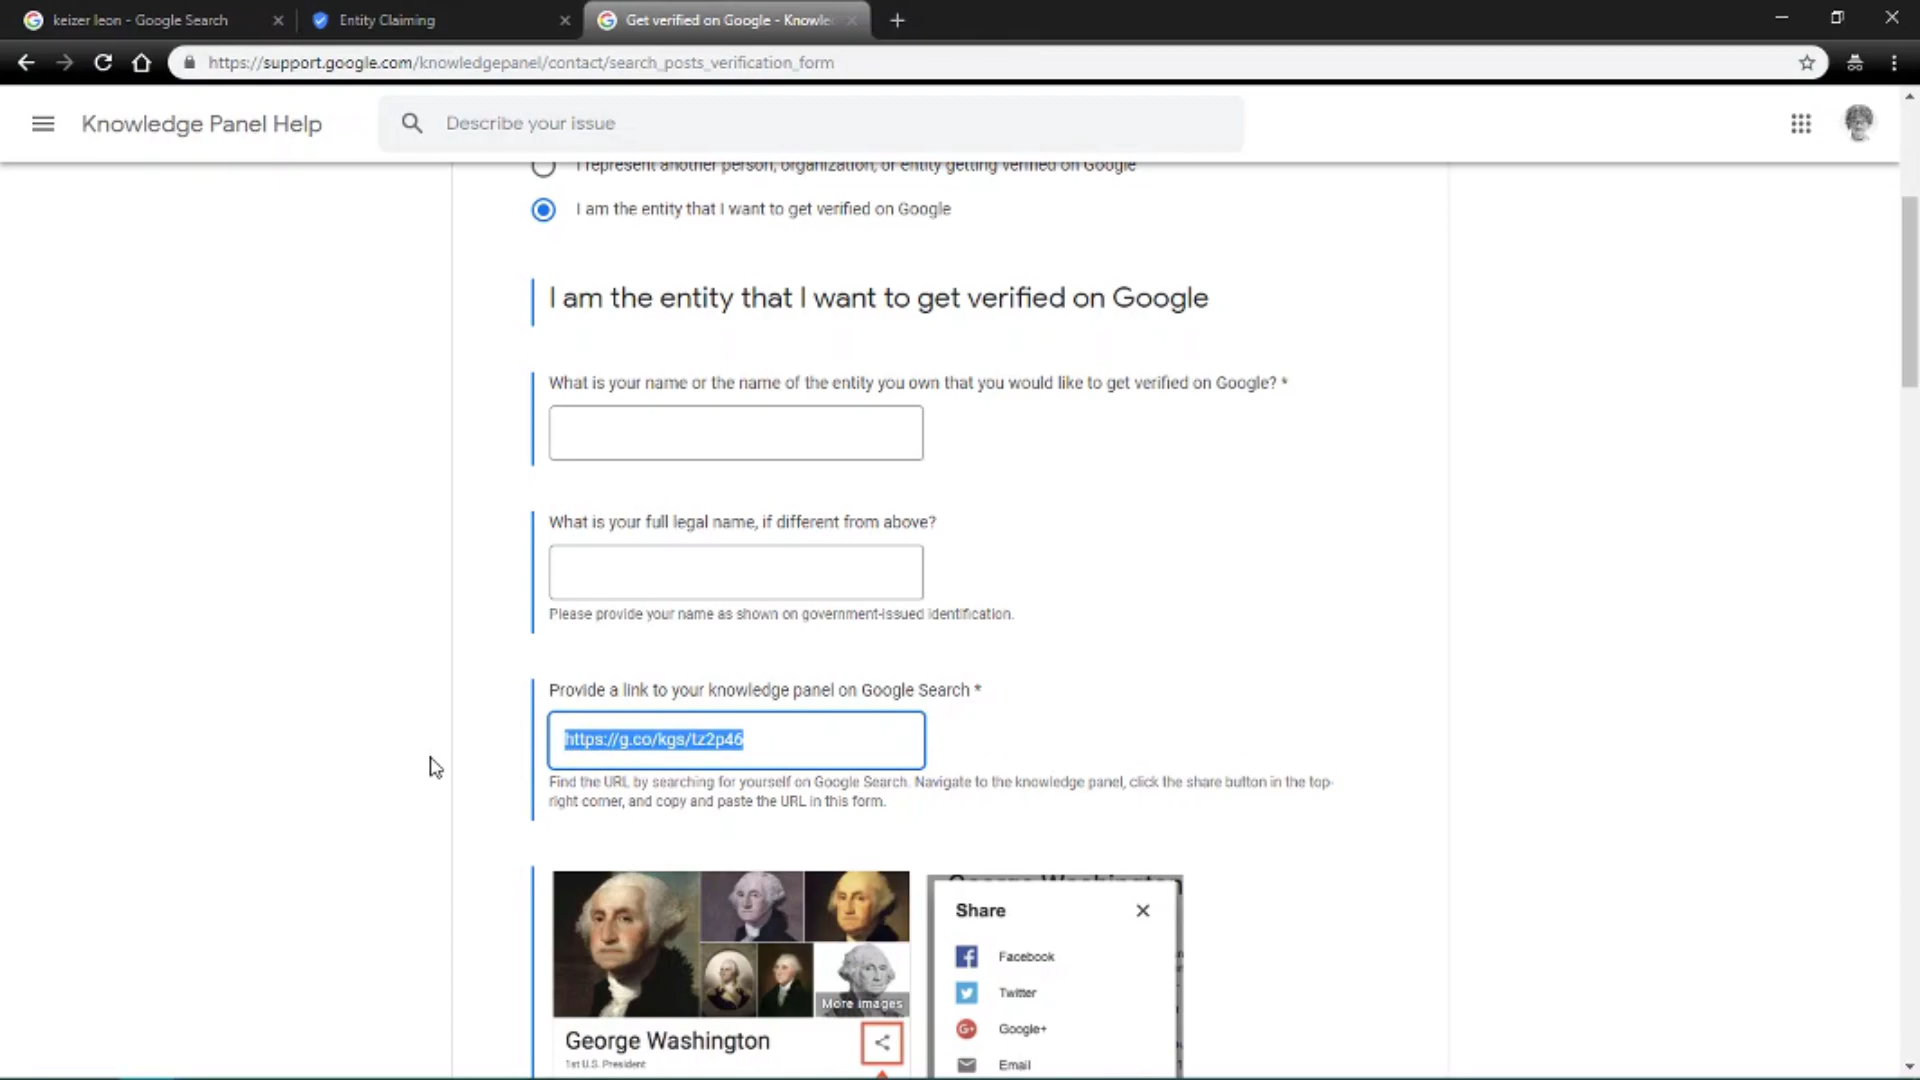 keizer leon - Google Search
Entity Claiming
Get verified on Google - Knowle
https://support.google.com/knowledgepanel/contact/search_posts_verification_form
Knowledge Panel Help
Describe your issue
I represent another person, organization, or entity getting verified on Google
I am the entity that I want to get verified on Google
I am the entity that I want to get verified on Google
What is your name or the name of the entity you own that you would like to get verified on Google? *
What is your full legal name, if different from above?
Please provide your name as shown on government-issued identification.
Provide a link to your knowledge panel on Google Search *
https://g.co/kgs/tz2p46
Find the URL by searching for yourself on Google Search. Navigate to the knowledge panel, click the share button in the top-
right corner, and copy and paste the URL in this form.
More images
George Washington
1st U.S. President
George Washington
Share
Facebook
Twitter
Google+
Email